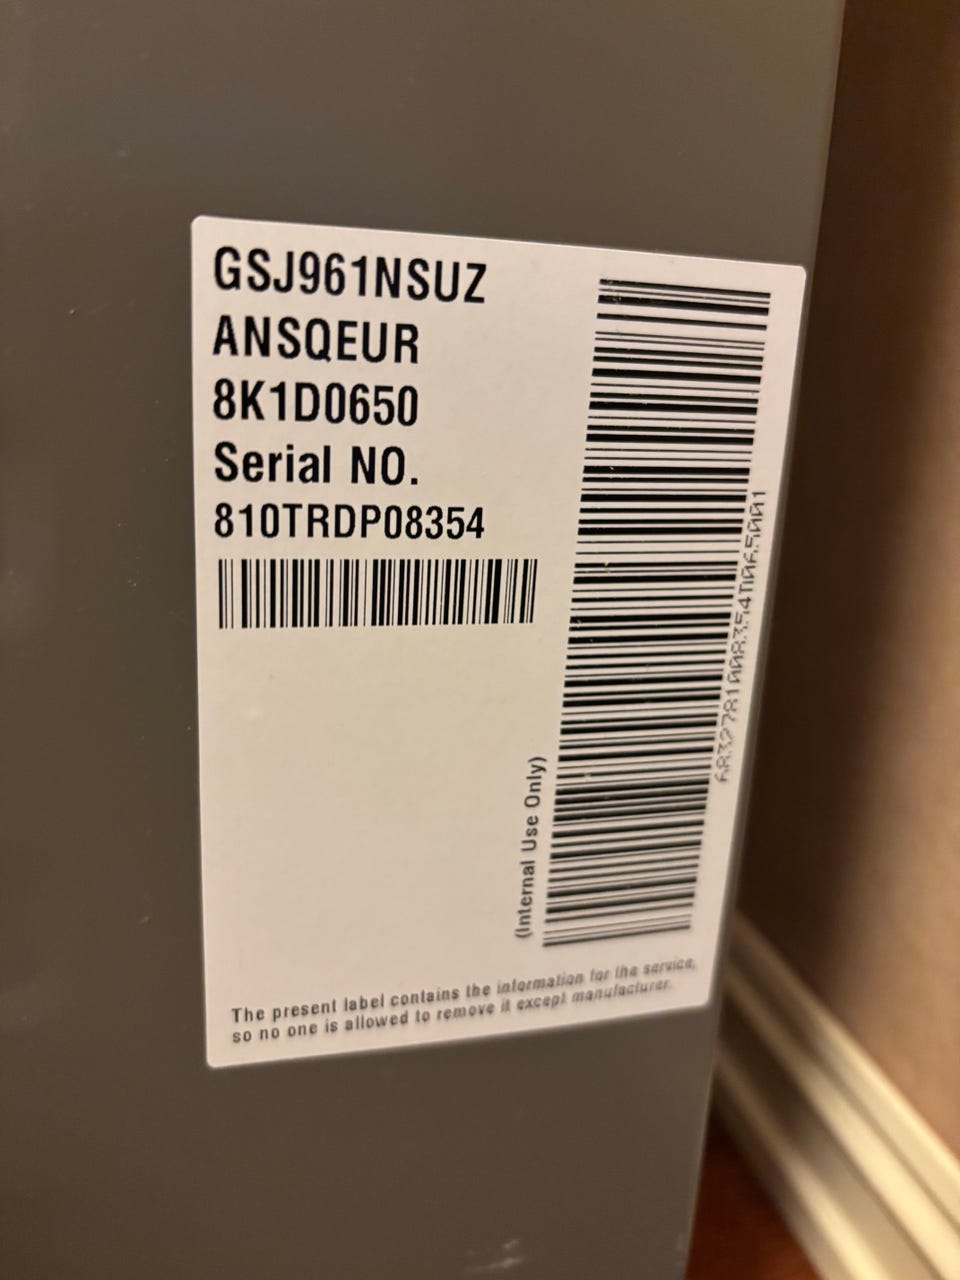 GSJ961NSUZ
ANSQEUR
8K1D0650
Serial NO.
810TRDP08354
(Internal Use Only)
The present label contains the information for the service,
so no one is allowed to remove it except manufacturer.